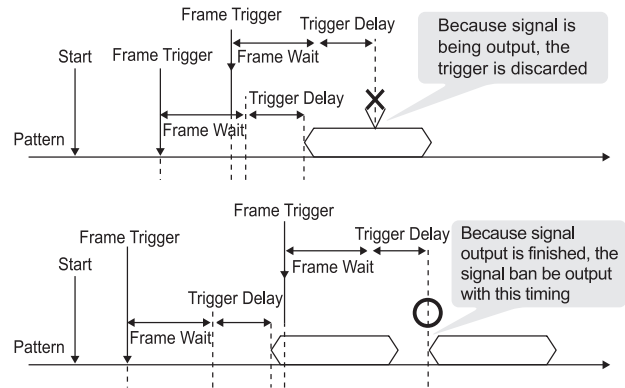 Frame Trigger
Trigger Delay
Because signal is
being output, the
trigger is discarded
Start
Frame Trigger
Frame Wait
Trigger Delay
Frame Wait
Pattern
Frame Trigger
Trigger Delay
Because signal
output is finished, the
signal ban be output
with this timing
Frame Trigger
Start
Frame Wait
Trigger Delay
Frame Wait
Pattern